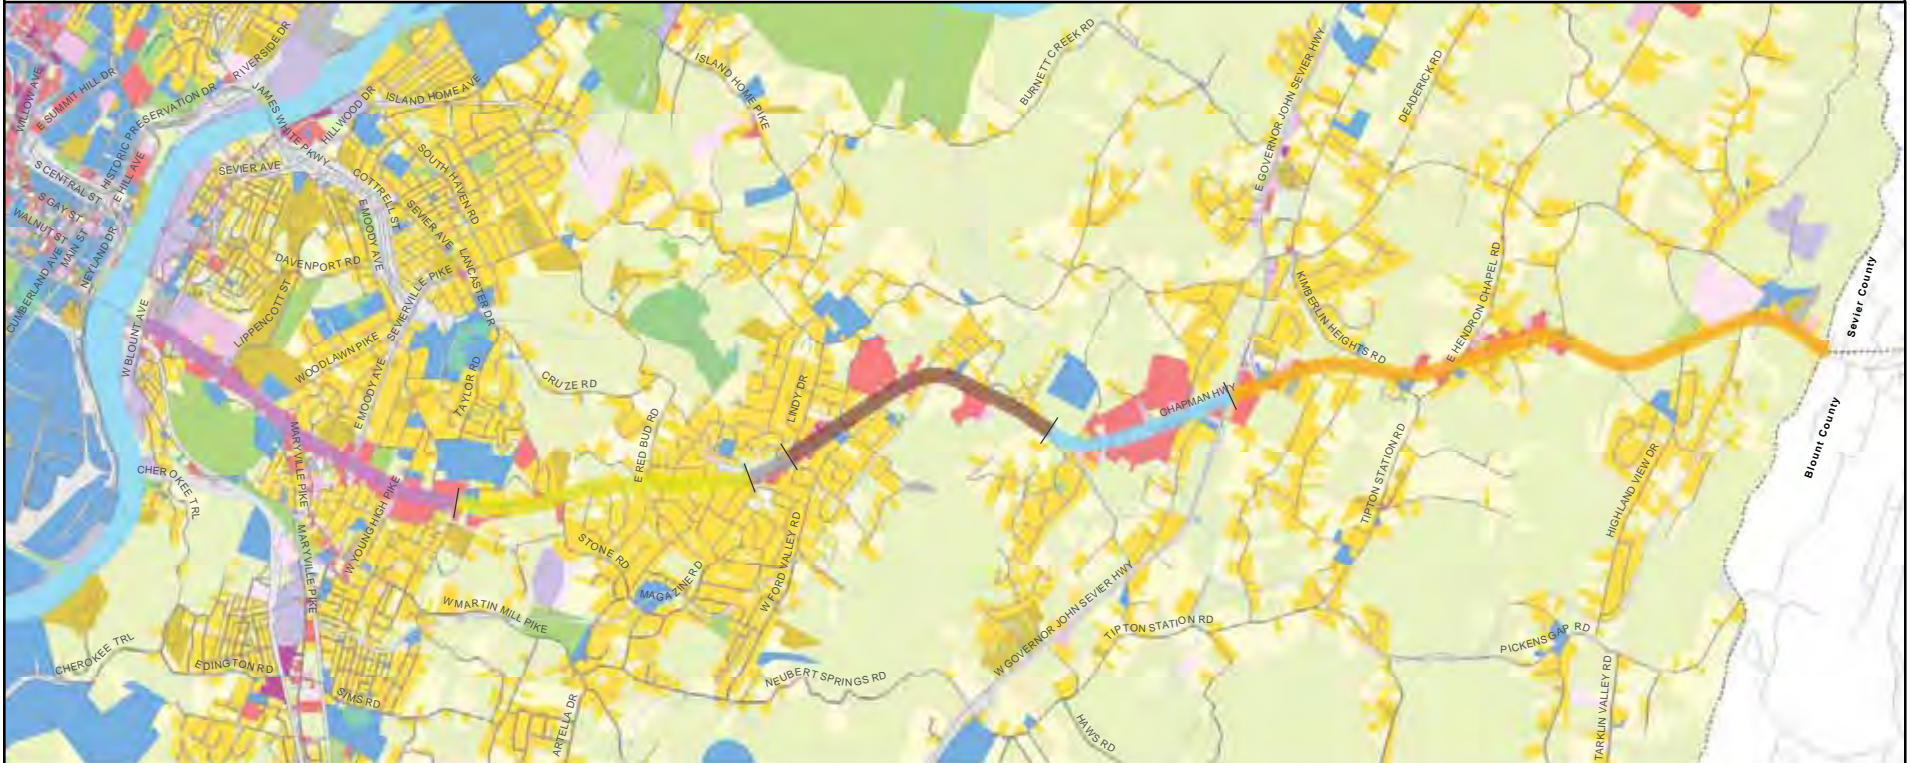 WILLOW AVE
E SUMMIT HILL DR
RIVERSIDE DR
HISTORIC PRESERVATION DR
JAMES WHITE PKWY
HILLWOOD DR
ISLAND HOME AVE
ISLAND HOME PIKE
BURNETT CREEK RD
E GOVERNOR JOHN SEVIER HWY
DEADERICK RD
S CENTRAL ST
E HILL AVE
S GAY ST
WALNUT ST
MAIN ST
CUMBERLAND AVE
NEYLAND DR
SEVIER AVE
COTTRELL ST
SOUTH HAVEN RD
SEVIER AVE
E MOODY AVE
DAVENPORT RD
LANCASTER DR
SEVIERVILLE PIKE
LIPPENCOTT ST
W BLOUNT AVE
WOODLAWN PIKE
E MOODY AVE
TAYLOR RD
CRUZE RD
E RED BUD RD
LINDY DR
CHAPMAN HWY
KIMBERLIN HEIGHTS RD
E HENDRON CHAPEL RD
Sevier County
Blount County
CHEROKEE TRL
MARYVILLE PIKE
MARYVILLE PIKE
W YOUNG HIGH PIKE
STONE RD
MAGAZINE RD
W FORD VALLEY RD
W MARTIN MILL PIKE
TIPTON STATION RD
HIGHLAND VIEW DR
W GOVERNOR JOHN SEVIER HWY
TIPTON STATION RD
PICKENS GAP RD
CHEROKEE TRL
EDINGTON RD
SIMS RD
NEUBERT SPRINGS RD
ARTELLA DR
HAWS RD
TARKLIN VALLEY RD